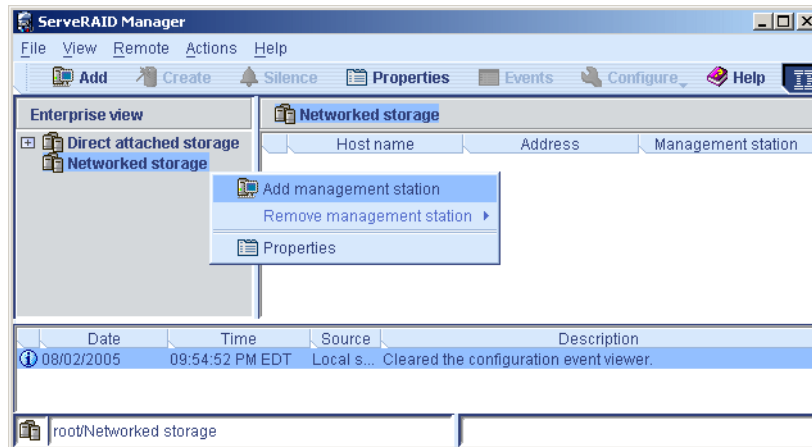 ServeRAID Manager
File View Remote Actions Help
Add Create Silence Properties Events Configure Help
Enterprise view
Networked storage
Direct attached storage
Networked storage
Host name Address Management station
Add management station
Remove management station
Properties
Date Time Source Description
08/02/2005 09:54:52 PM EDT Local s... Cleared the configuration event viewer.
root/Networked storage